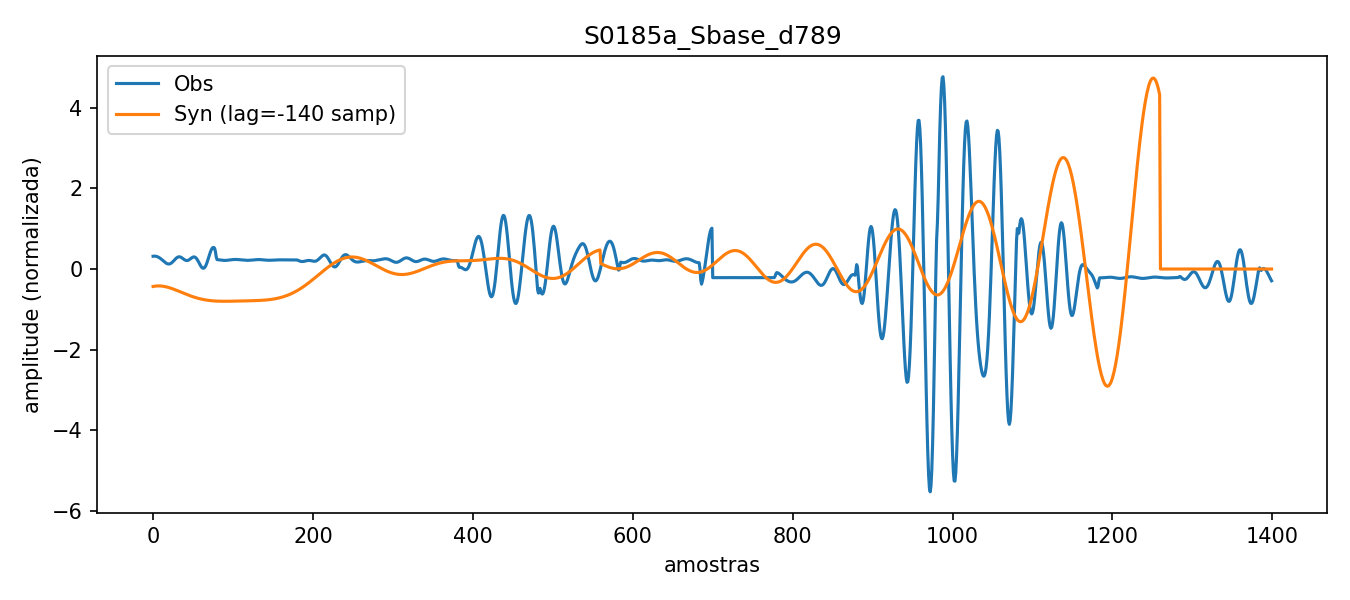 S0185a_Sbase_d789
Obs
Syn (lag=-140 samp)
amplitude (normalizada)
4
2
0
−2
−4
−6
0 200 400 600 800 1000 1200 1400
amostras